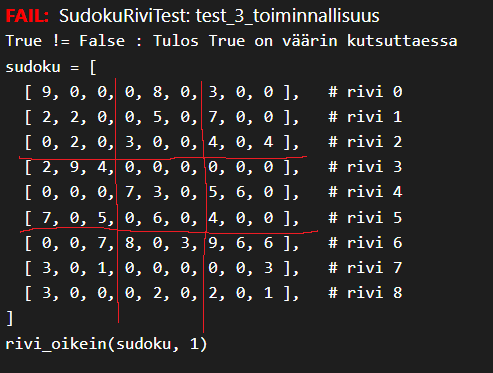 FAIL: SudokuRiviTest: test_3_toiminnallisuus
True != False : Tulos True on väärin kutsuttaessa
sudoku = [
  [ 9, 0, 0, 0, 8, 0, 3, 0, 0 ],   # rivi 0
  [ 2, 2, 0, 0, 5, 0, 7, 0, 0 ],   # rivi 1
  [ 0, 2, 0, 3, 0, 0, 4, 0, 4 ],   # rivi 2
  [ 2, 9, 4, 0, 0, 0, 0, 0, 0 ],   # rivi 3
  [ 0, 0, 0, 7, 3, 0, 5, 6, 0 ],   # rivi 4
  [ 7, 0, 5, 0, 6, 0, 4, 0, 0 ],   # rivi 5
  [ 0, 0, 7, 8, 0, 3, 9, 6, 6 ],   # rivi 6
  [ 3, 0, 1, 0, 0, 0, 0, 0, 3 ],   # rivi 7
  [ 3, 0, 0, 0, 2, 0, 2, 0, 1 ],   # rivi 8
]
rivi_oikein(sudoku, 1)